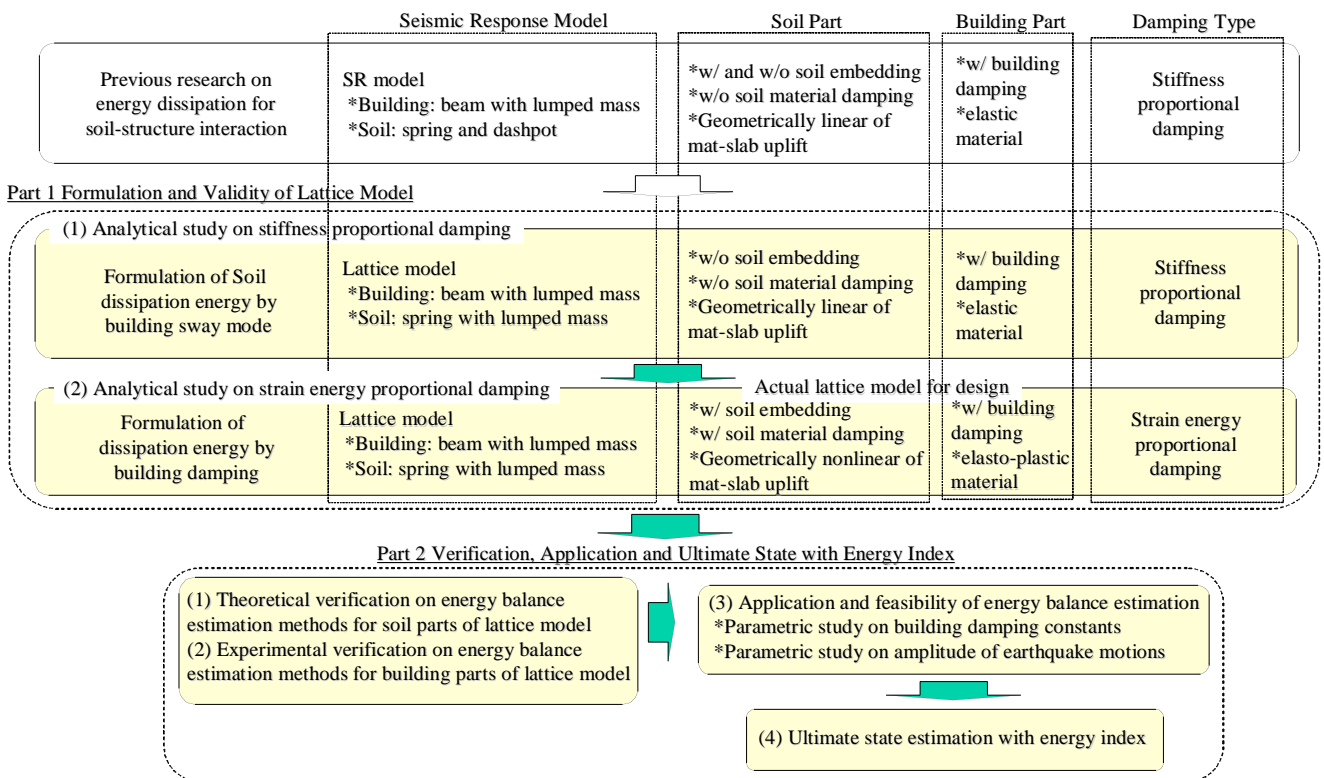 Seismic Response Model
Soil Part
Building Part
Damping Type
Previous research on
energy dissipation for
soil-structure interaction
SR model
*Building: beam with lumped mass
*Soil: spring and dashpot
*w/ and w/o soil embedding
*w/o soil material damping
*Geometrically linear of
mat-slab uplift
*w/ building
damping
*elastic
material
Stiffness
proportional
damping
Part 1 Formulation and Validity of Lattice Model
(1) Analytical study on stiffness proportional damping
Formulation of Soil
dissipation energy by
building sway mode
Lattice model
*Building: beam with lumped mass
*Soil: spring with lumped mass
*w/o soil embedding
*w/o soil material damping
*Geometrically linear of
mat-slab uplift
*w/ building
damping
*elastic
material
Stiffness
proportional
damping
(2) Analytical study on strain energy proportional damping
Actual lattice model for design
Formulation of
dissipation energy by
building damping
Lattice model
*Building: beam with lumped mass
*Soil: spring with lumped mass
*w/ soil embedding
*w/ soil material damping
*Geometrically nonlinear of
mat-slab uplift
*w/ building
damping
*elasto-plastic
material
Strain energy
proportional
damping
Part 2 Verification, Application and Ultimate State with Energy Index
(1) Theoretical verification on energy balance
estimation methods for soil parts of lattice model
(2) Experimental verification on energy balance
estimation methods for building parts of lattice model
(3) Application and feasibility of energy balance estimation
*Parametric study on building damping constants
*Parametric study on amplitude of earthquake motions
(4) Ultimate state estimation with energy index